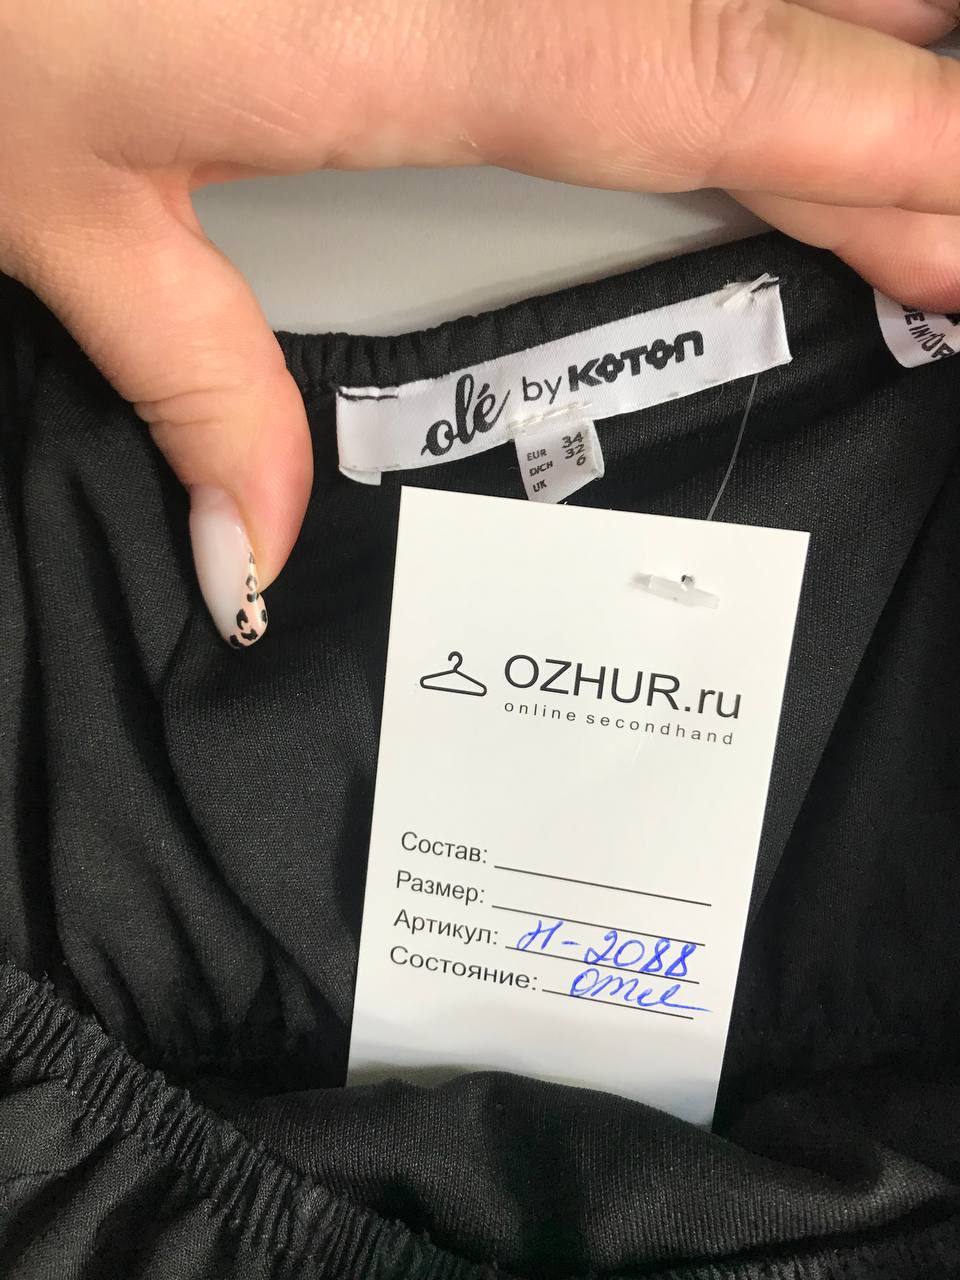 olé by KOTON
EUR 34
D/CH 32
UK 6
OZHUR.ru
online secondhand
Состав:
Размер:
Артикул: Н-2088
Состояние: отл